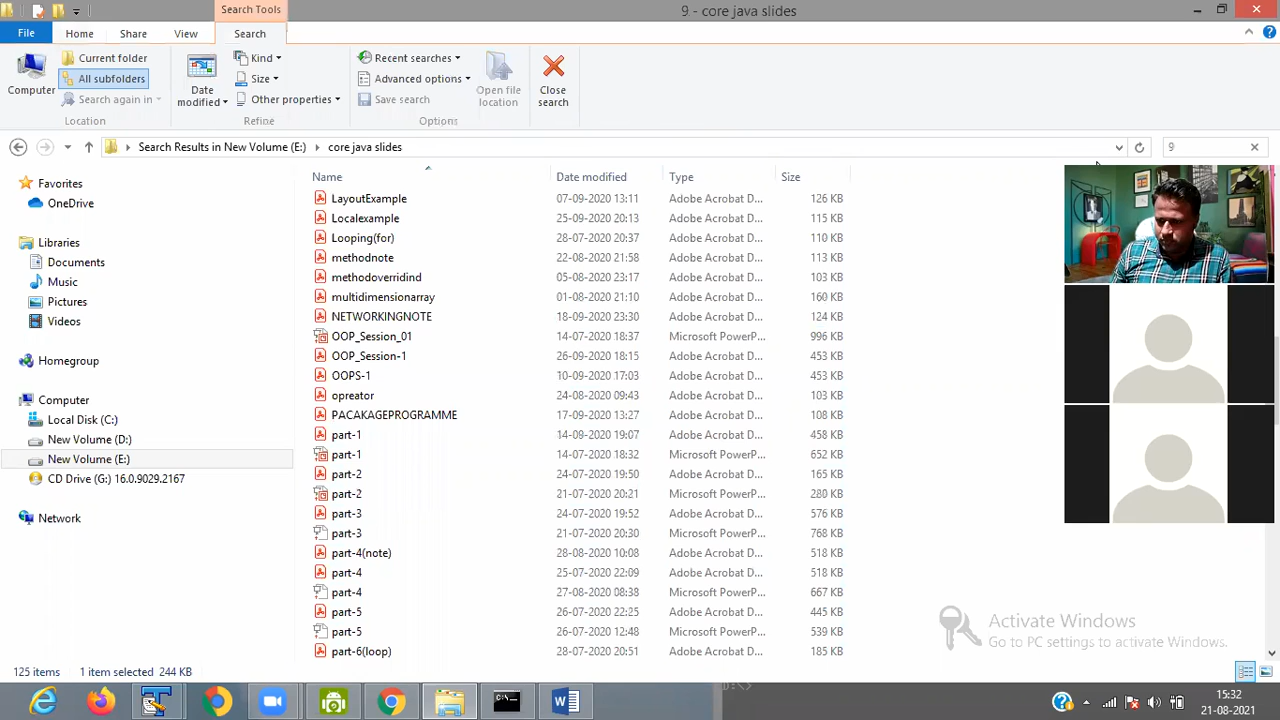 Search Tools
9 - core java slides
File
Home
Share
View
Search
Current folder
All subfolders
Search again in
Computer
Location
Date modified
Kind
Size
Other properties
Refine
Recent searches
Advanced options
Save search
Open file location
Options
Close search
Search Results in New Volume (E:)
core java slides
9
Favorites
OneDrive
Libraries
Documents
Music
Pictures
Videos
Homegroup
Computer
Local Disk (C:)
New Volume (D:)
New Volume (E:)
CD Drive (G:) 16.0.9029.2167
Network
Name Date modified Type Size
LayoutExample 07-09-2020 13:11 Adobe Acrobat D... 126 KB
Localexample 25-09-2020 20:13 Adobe Acrobat D... 115 KB
Looping(for) 28-07-2020 20:37 Adobe Acrobat D... 110 KB
methodnote 22-08-2020 21:58 Adobe Acrobat D... 113 KB
methodoverridind 05-08-2020 23:17 Adobe Acrobat D... 103 KB
multidimensionarray 01-08-2020 21:10 Adobe Acrobat D... 160 KB
NETWORKINGNOTE 18-09-2020 23:30 Adobe Acrobat D... 124 KB
OOP_Session_01 14-07-2020 18:37 Microsoft PowerP... 996 KB
OOP_Session-1 26-09-2020 18:15 Adobe Acrobat D... 453 KB
OOPS-1 10-09-2020 17:03 Adobe Acrobat D... 453 KB
opreator 24-08-2020 09:43 Adobe Acrobat D... 103 KB
PACAKAGEPROGRAMME 17-09-2020 13:27 Adobe Acrobat D... 108 KB
part-1 14-09-2020 19:07 Adobe Acrobat D... 458 KB
part-1 14-07-2020 18:32 Microsoft PowerP... 652 KB
part-2 24-07-2020 19:50 Adobe Acrobat D... 165 KB
part-2 21-07-2020 20:21 Microsoft PowerP... 280 KB
part-3 24-07-2020 19:52 Adobe Acrobat D... 576 KB
part-3 21-07-2020 20:30 Microsoft PowerP... 768 KB
part-4(note) 28-08-2020 10:08 Adobe Acrobat D... 518 KB
part-4 25-07-2020 22:09 Adobe Acrobat D... 518 KB
part-4 27-08-2020 08:38 Microsoft PowerP... 667 KB
part-5 26-07-2020 22:25 Adobe Acrobat D... 445 KB
part-5 26-07-2020 12:48 Microsoft PowerP... 539 KB
part-6(loop) 28-07-2020 20:51 Adobe Acrobat D... 185 KB
Activate Windows
Go to PC settings to activate Windows.
125 items 1 item selected 244 KB
D:\>
15:32
21-08-2021